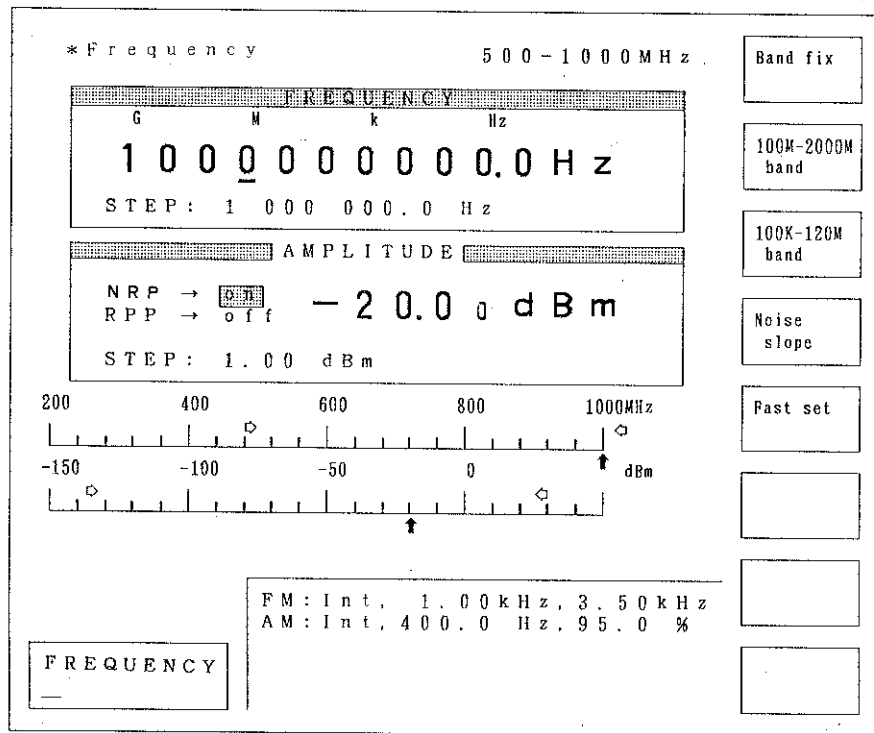 *Frequency 500-1000MHz
FREQUENCY
G M k Hz
1000000000.0Hz
STEP: 1 000 000.0 Hz
AMPLITUDE
NRP → on
RPP → off
-20.00dBm
STEP: 1.00 dBm
200 400 600 800 1000MHz
-150 -100 -50 0 dBm
FM:Int, 1.00kHz,3.50kHz
AM:Int,400.0 Hz,95.0 %
FREQUENCY
Band fix
100M-2000M
band
100K-120M
band
Noise
slope
Fast set